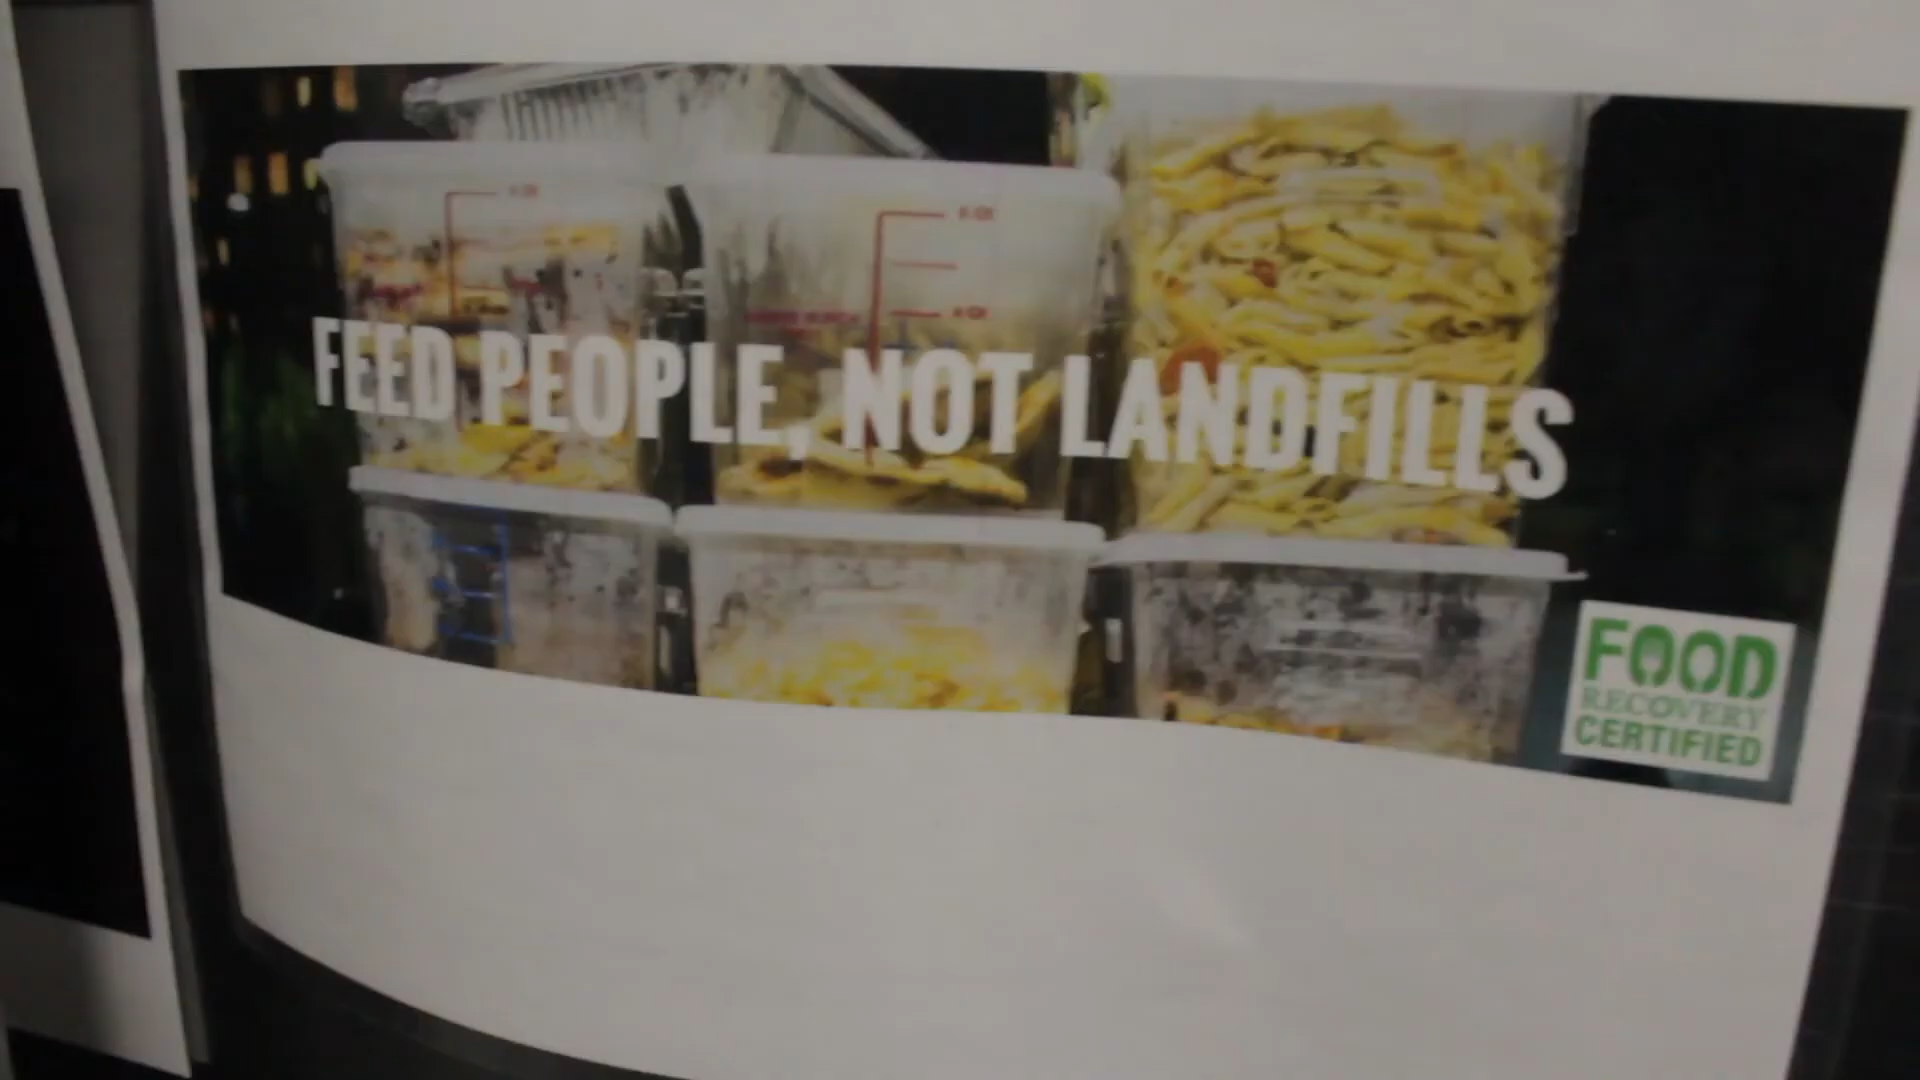 FEED PEOPLE, NOT LANDFILLS
FOOD
RECOVERY
CERTIFIED